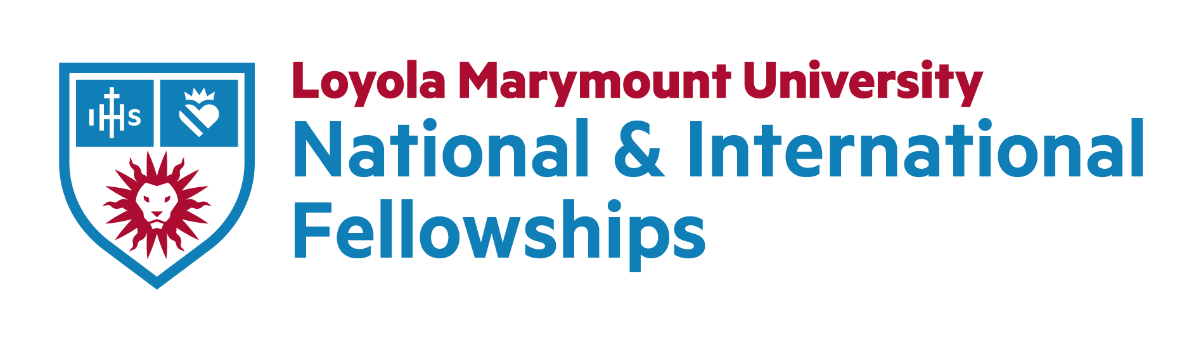 IHS
Loyola Marymount University
National & International
Fellowships